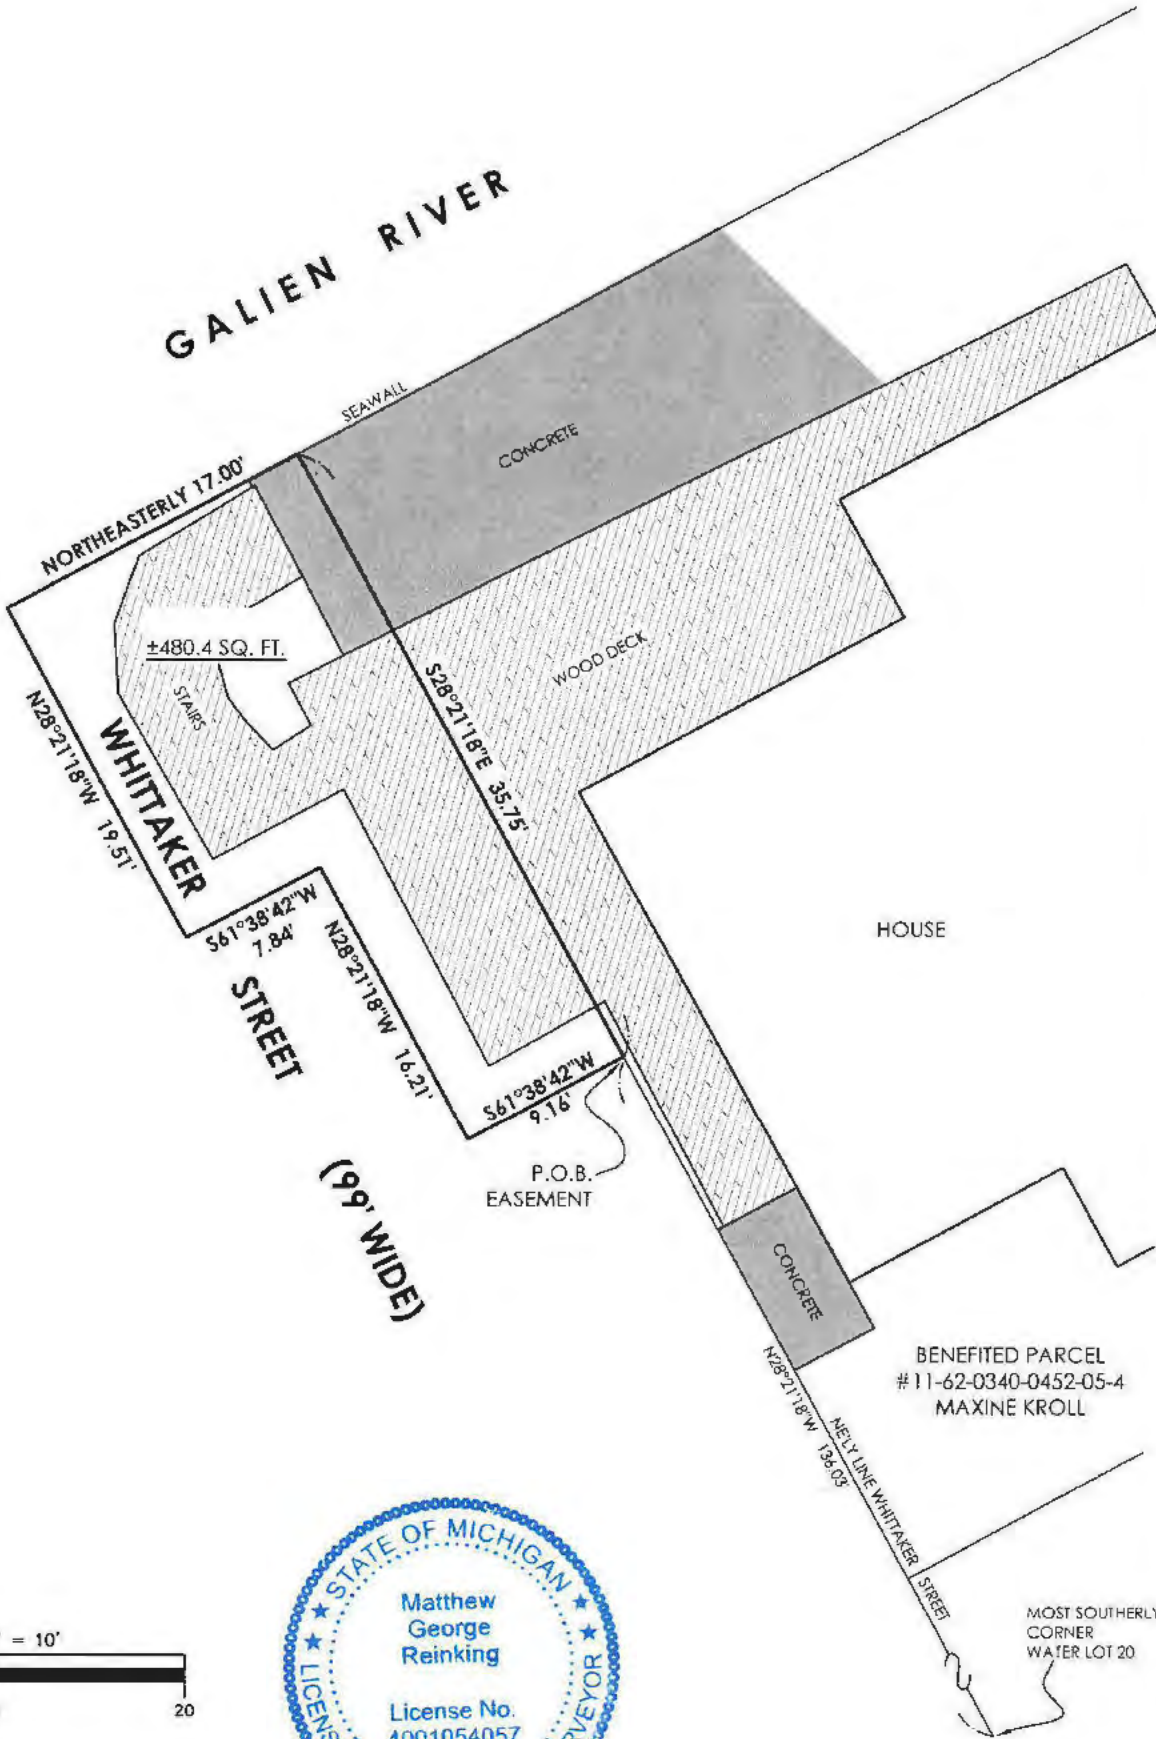 GALIEN RIVER
SEAWALL
CONCRETE
NORTHEASTERLY 17.00'
±480.4 SQ. FT.
STAIRS
WOOD DECK
S28°21'18"E 35.75'
N28°21'18"W 19.51'
WHITTAKER
STREET
(99' WIDE)
S61°38'42"W
7.84'
N28°21'18"W 16.21'
S61°38'42"W
9.16'
HOUSE
P.O.B.
EASEMENT
CONCRETE
BENEFITED PARCEL
#11-62-0340-0452-05-4
MAXINE KROLL
N28°21'18"W 136.03'
NE'LY LINE WHITTAKER STREET
MOST SOUTHERLY
CORNER
WATER LOT 20
= 10'
20
STATE OF MICHIGAN
Matthew
George
Reinking
License No.
4001054057